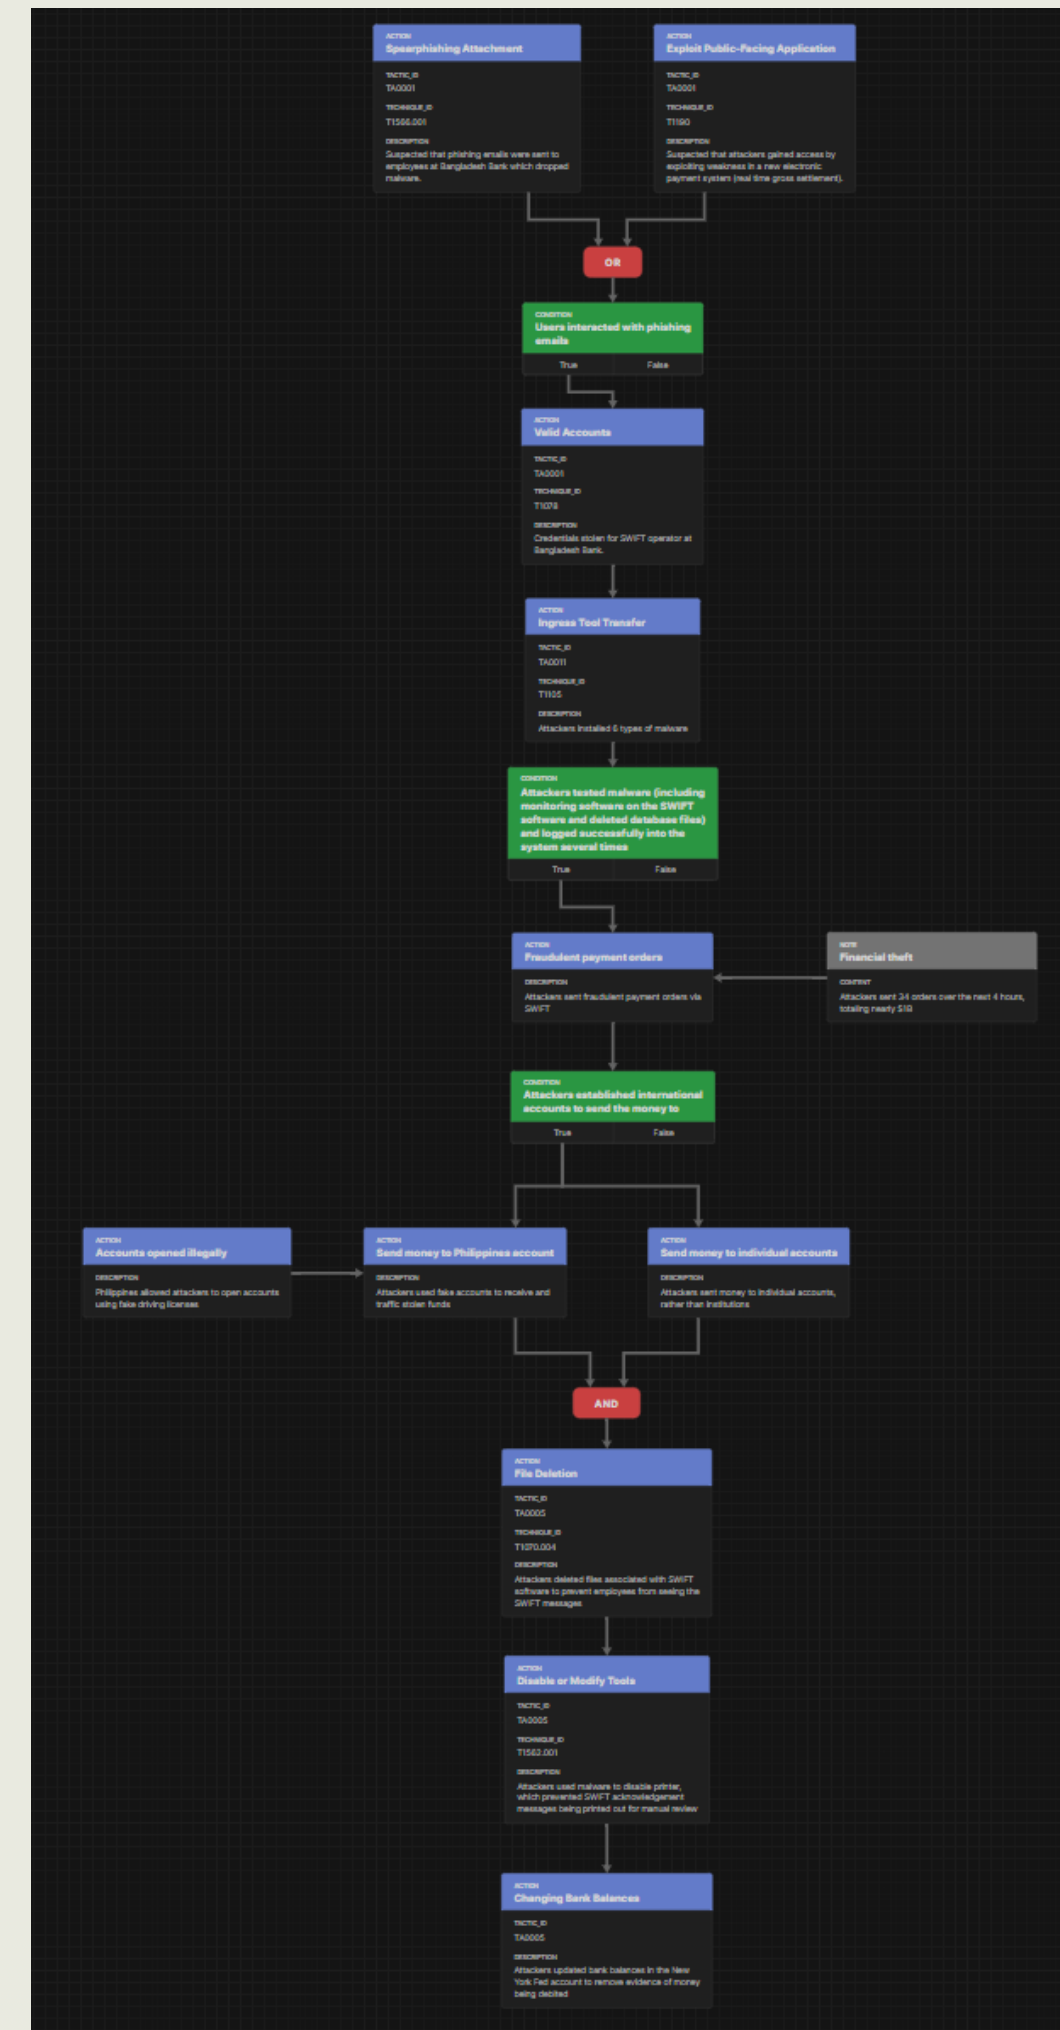 ACTION
Spearphishing Attachment
TACTIC_ID
TA0001
TECHNIQUE_ID
T1566.001
DESCRIPTION
Suspected that phishing emails were sent to
employees at Bangladesh Bank which dropped
malware.
ACTION
Exploit Public-Facing Application
TACTIC_ID
TA0001
TECHNIQUE_ID
T1190
DESCRIPTION
Suspected that attackers gained access by
exploiting weakness in a new electronic
payment system (real time gross settlement).
OR
CONDITION
Users interacted with phishing
emails
True
False
ACTION
Valid Accounts
TACTIC_ID
TA0001
TECHNIQUE_ID
T1078
DESCRIPTION
Credentials stolen for SWIFT operator at
Bangladesh Bank.
ACTION
Ingress Tool Transfer
TACTIC_ID
TA0011
TECHNIQUE_ID
T1105
DESCRIPTION
Attackers installed 6 types of malware
CONDITION
Attackers tested malware (including
monitoring software on the SWIFT
software and deleted database files)
and logged successfully into the
system several times
True
False
ACTION
Fraudulent payment orders
DESCRIPTION
Attackers sent fraudulent payment orders via
SWIFT
NOTE
Financial theft
CONTENT
Attackers sent 34 orders over the next 4 hours,
totaling nearly $1B
CONDITION
Attackers established international
accounts to send the money to
True
False
ACTION
Accounts opened illegally
DESCRIPTION
Philippines allowed attackers to open accounts
using fake driving licenses
ACTION
Send money to Philippines account
DESCRIPTION
Attackers used fake accounts to receive and
traffic stolen funds
ACTION
Send money to individual accounts
DESCRIPTION
Attackers sent money to individual accounts,
rather than institutions
AND
ACTION
File Deletion
TACTIC_ID
TA0005
TECHNIQUE_ID
T1070.004
DESCRIPTION
Attackers deleted files associated with SWIFT
software to prevent employees from seeing the
SWIFT messages
ACTION
Disable or Modify Tools
TACTIC_ID
TA0005
TECHNIQUE_ID
T1562.001
DESCRIPTION
Attackers used malware to disable printer,
which prevented SWIFT acknowledgement
messages being printed out for manual review
ACTION
Changing Bank Balances
TACTIC_ID
TA0005
DESCRIPTION
Attackers updated bank balances in the New
York Fed account to remove evidence of money
being debited